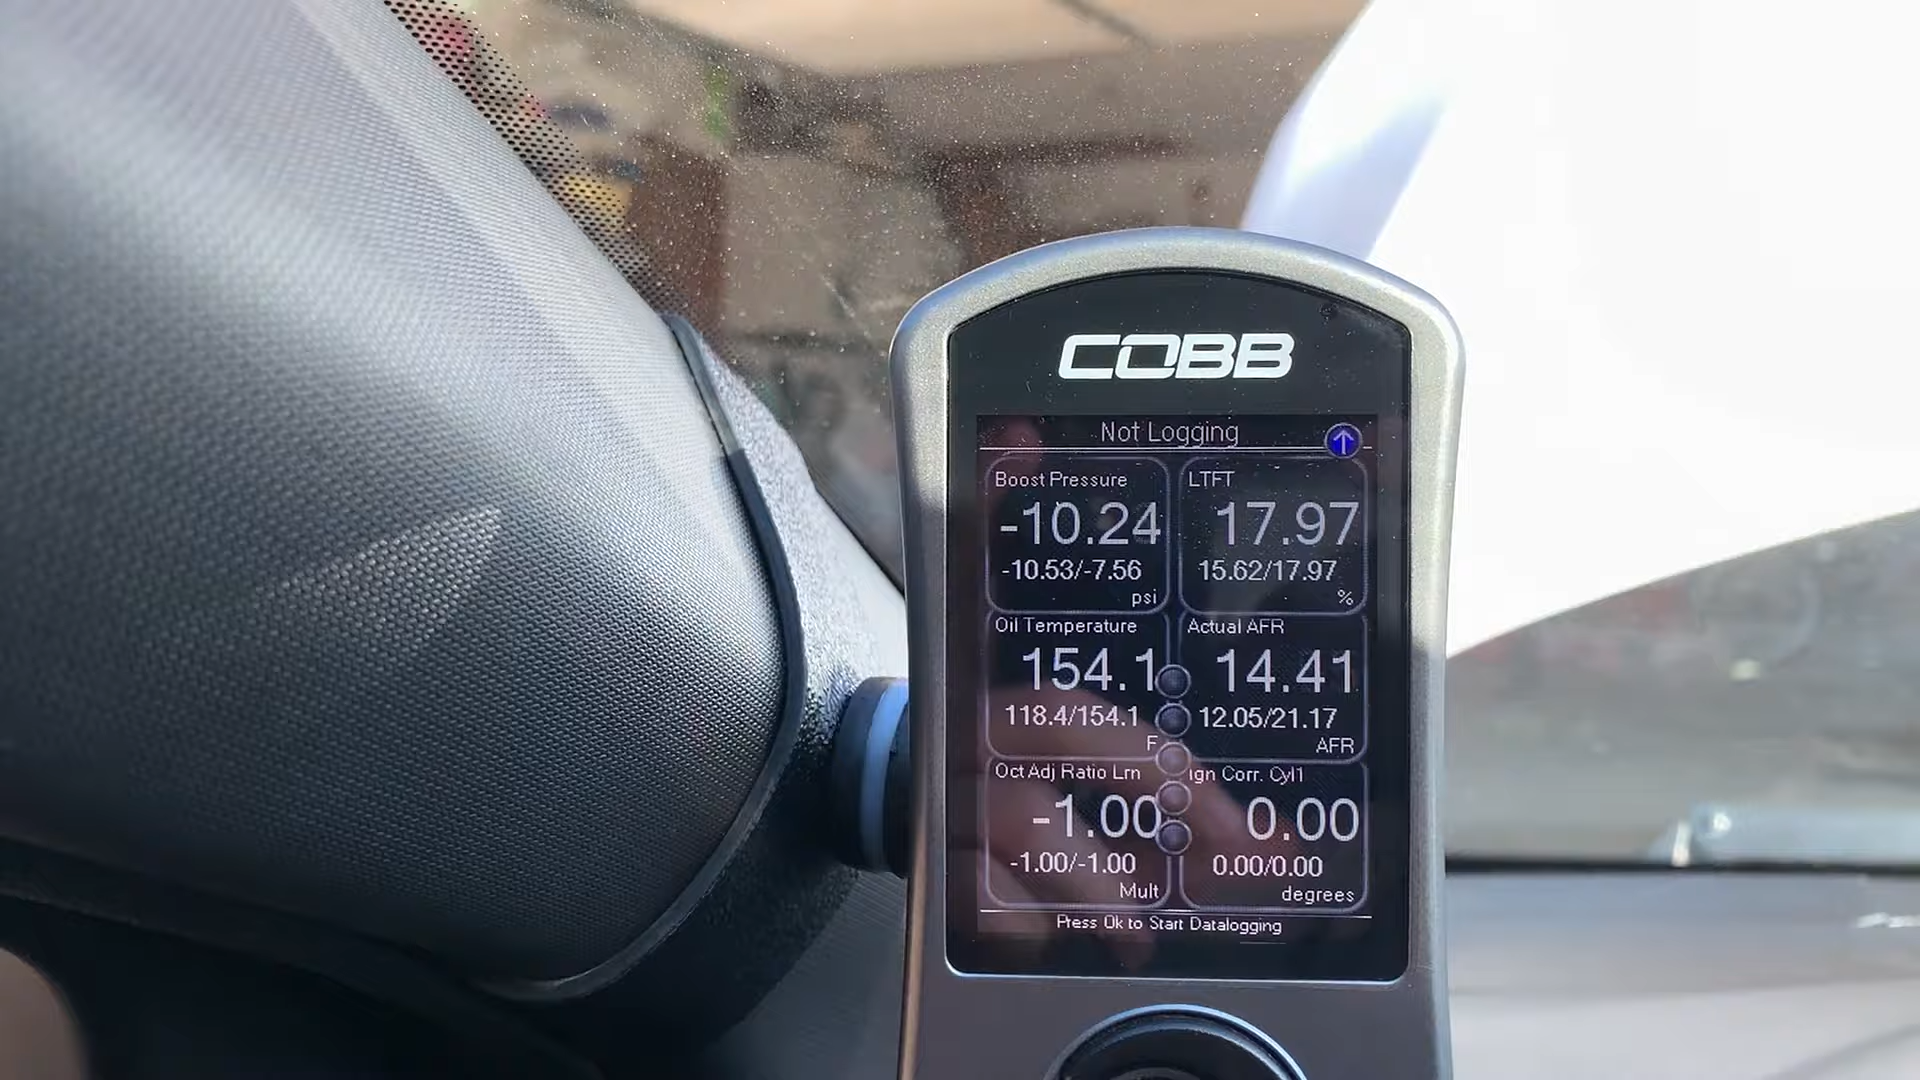 COBB
Not Logging
Boost Pressure
-10.24
-10.53/-7.56
psi
LTFT
17.97
15.62/17.97
%
Oil Temperature
154.1
118.4/154.1
F
Actual AFR
14.41
12.05/21.17
AFR
Oct Adj Ratio Lrn
-1.00
-1.00/-1.00
Mult
Ign Corr. Cyl1
0.00
0.00/0.00
degrees
Press Ok to Start Datalogging